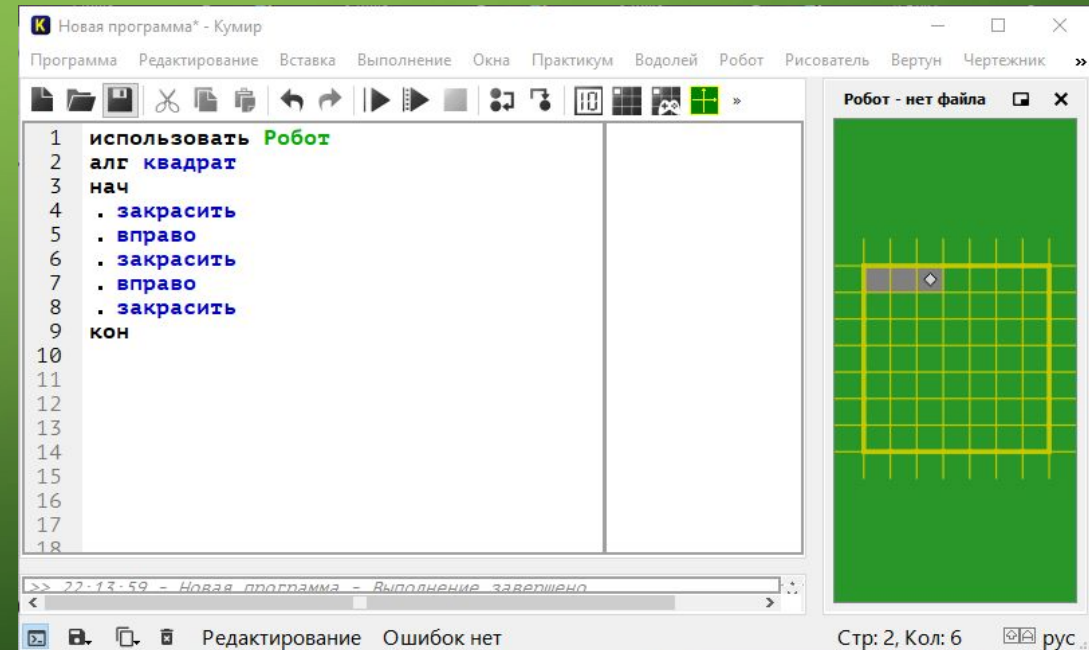 Новая программа* - Кумир
Программа Редактирование Вставка Выполнение Окна Практикум Водолей Робот Рисователь Вертун Чертежник »
» Робот - нет файла
1 использовать Робот
2 алг квадрат
3 нач
4 . закрасить
5 . вправо
6 . закрасить
7 . вправо
8 . закрасить
9 кон
10
11
12
13
14
15
16
17
18
>> 22:13:59 - Новая программа - Выполнение завершено
Редактирование Ошибок нет Стр: 2, Кол: 6 рус